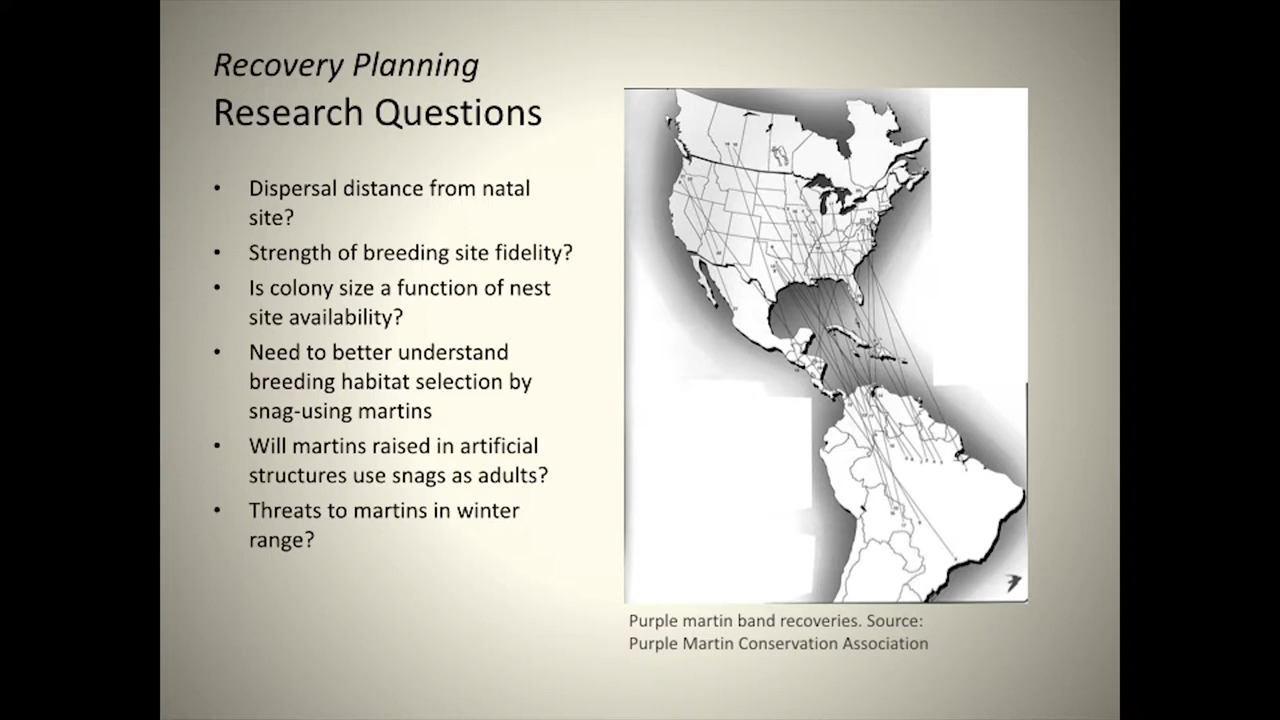 Recovery Planning
Research Questions
• Dispersal distance from natal
site?
• Strength of breeding site fidelity?
• Is colony size a function of nest
site availability?
• Need to better understand
breeding habitat selection by
snag-using martins
• Will martins raised in artificial
structures use snags as adults?
• Threats to martins in winter
range?
Purple martin band recoveries. Source:
Purple Martin Conservation Association